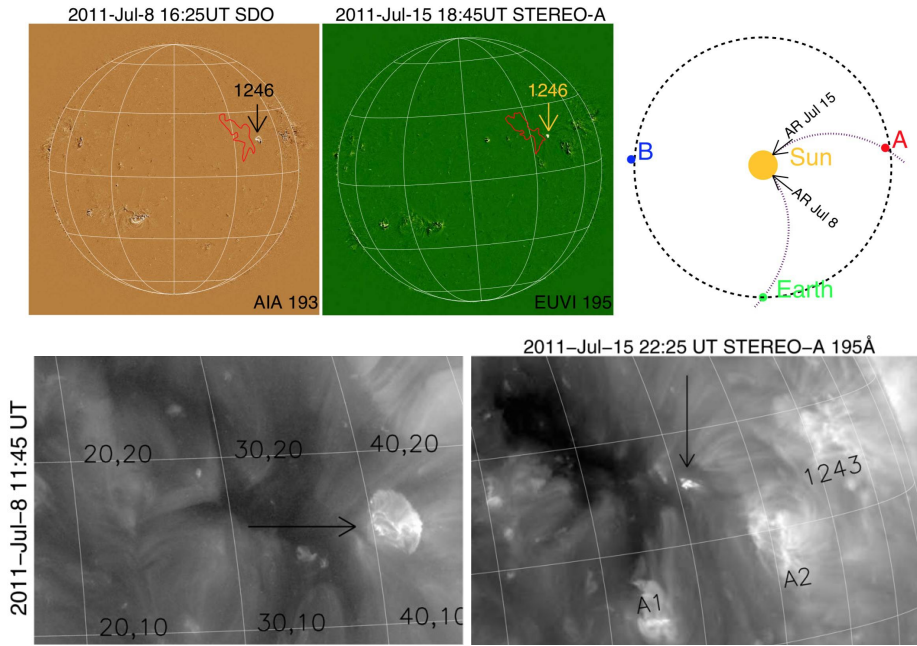 2011-Jul-8 16:25UT SDO
1246
AIA 193
2011-Jul-15 18:45UT STEREO-A
1246
EUVI 195
AR Jul 15
B
A
Sun
AR Jul 8
Earth
2011-Jul-8 11:45 UT
20,20
30,20
40,20
20,10
30,10
40,10
2011-Jul-15 22:25 UT STEREO-A 195Å
1243
A2
A1